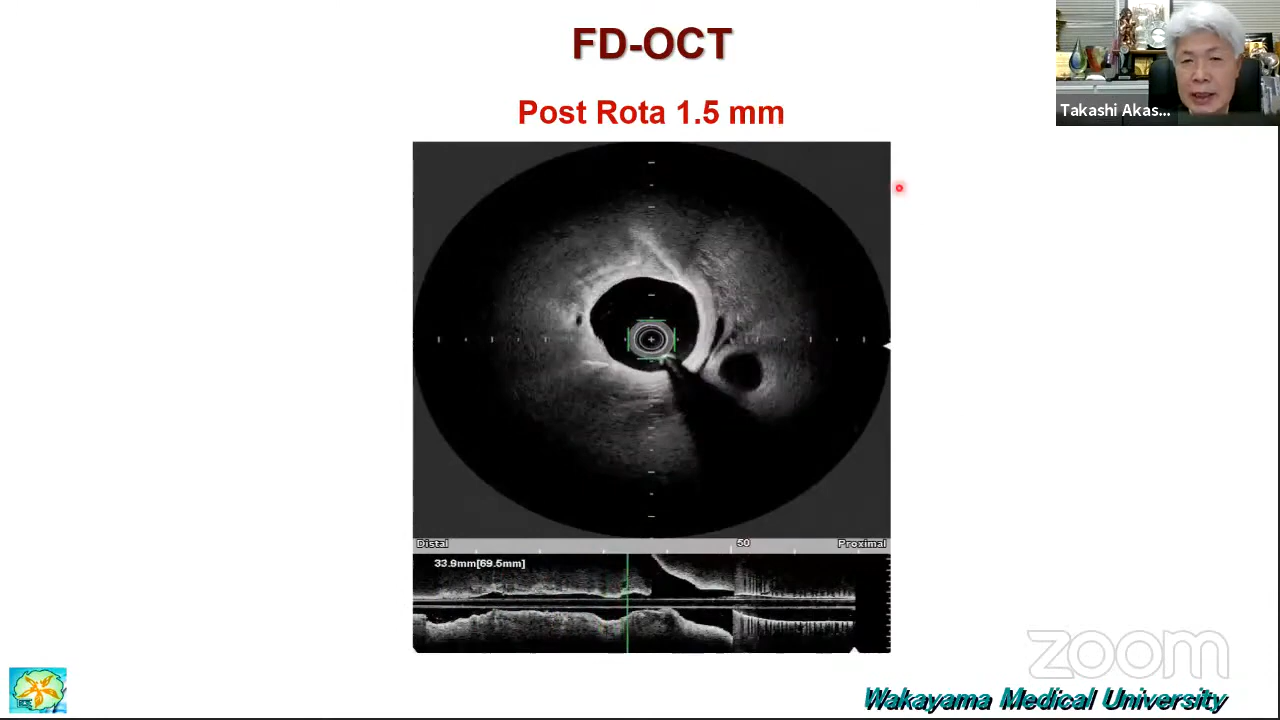 FD-OCT
Post Rota 1.5 mm
Takashi Akas...
Distal
50
Proximal
33.9mm[69.5mm]
zoom
Wakayama Medical University